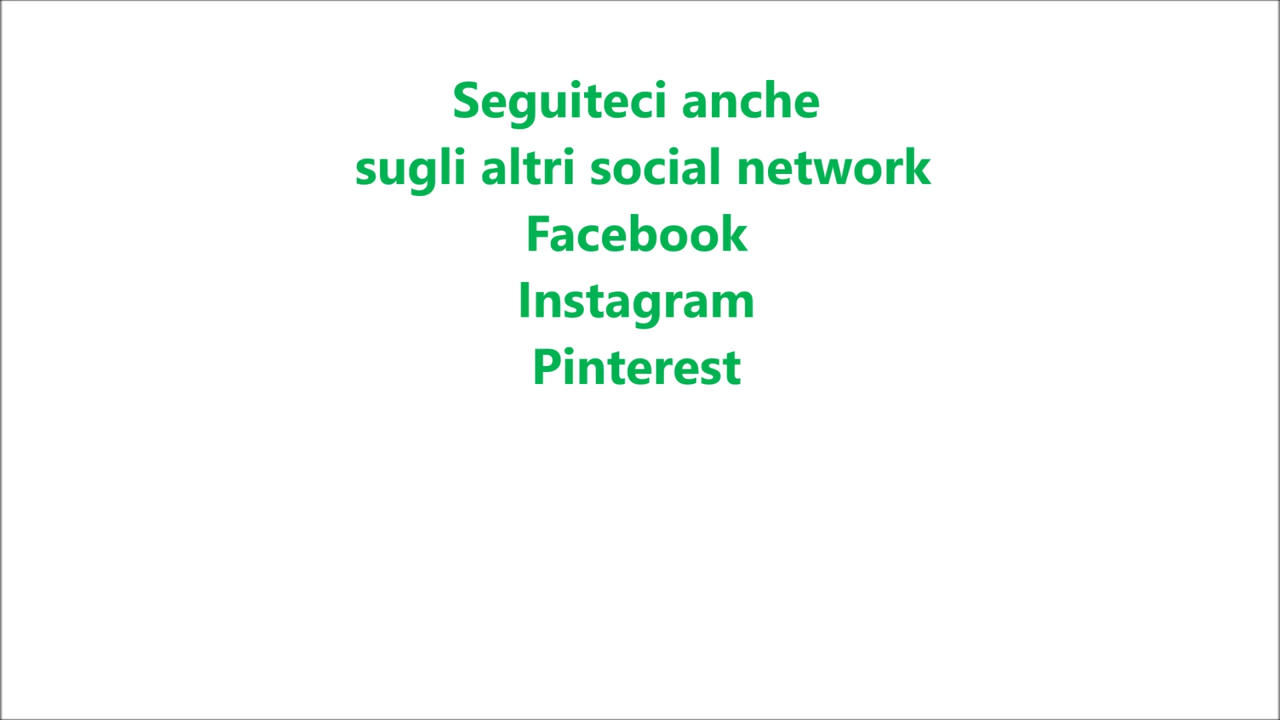 Seguiteci anche
sugli altri social network
Facebook
Instagram
Pinterest